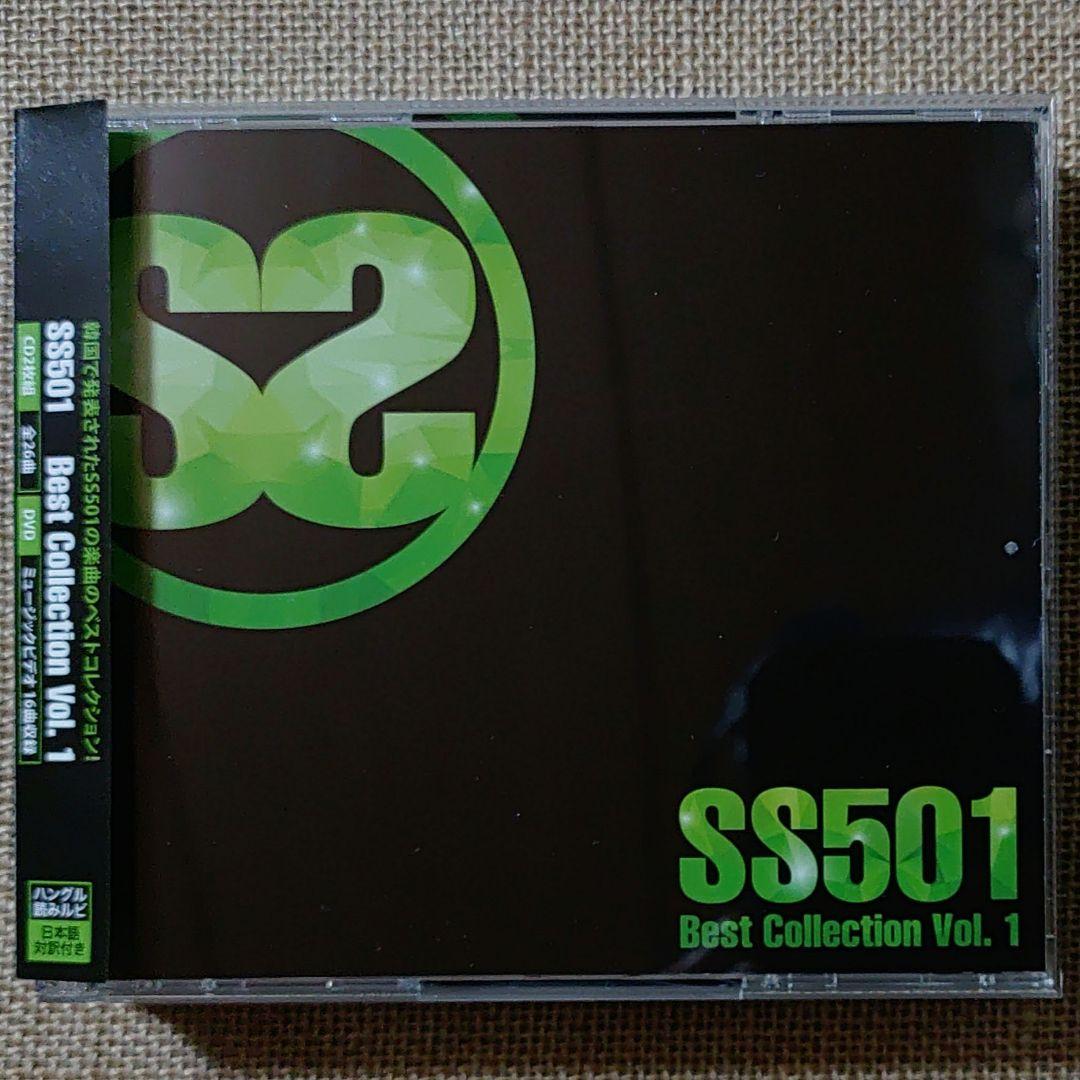 韓国で発表されたSS501の楽曲のベストコレクション!
SS501 Best Collection Vol. 1
CD2枚組 全26曲 DVD ミュージックビデオ 16曲収録
ハングル
読みルビ
日本語
対訳付き
SS501
Best Collection Vol. 1